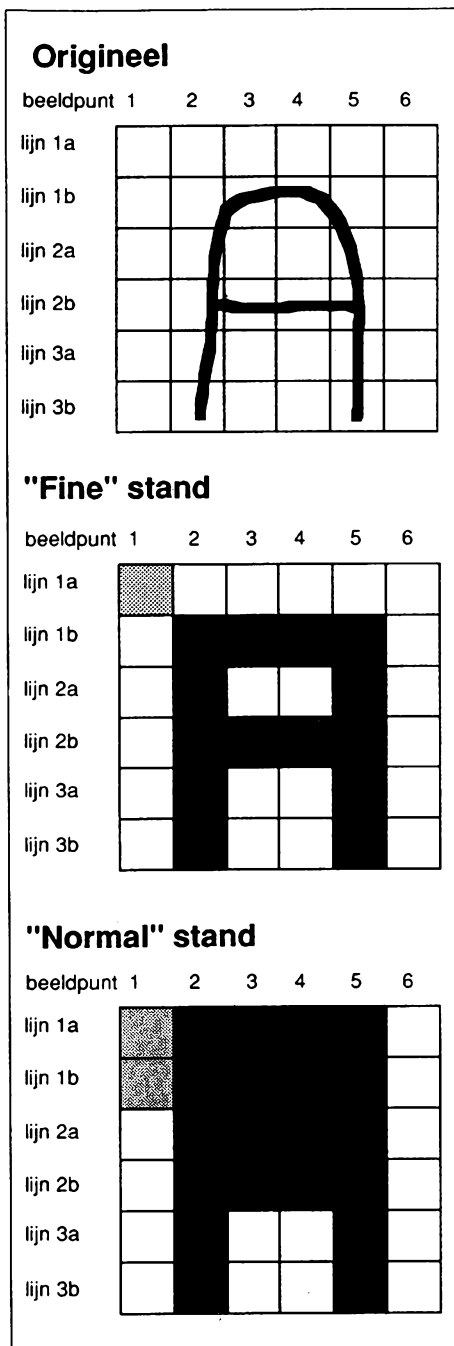 Origineel
beeldpunt 1 2 3 4 5 6
lijn 1a
lijn 1b
lijn 2a
lijn 2b
lijn 3a
lijn 3b
"Fine" stand
beeldpunt 1 2 3 4 5 6
lijn 1a
lijn 1b
lijn 2a
lijn 2b
lijn 3a
lijn 3b
"Normal" stand
beeldpunt 1 2 3 4 5 6
lijn 1a
lijn 1b
lijn 2a
lijn 2b
lijn 3a
lijn 3b